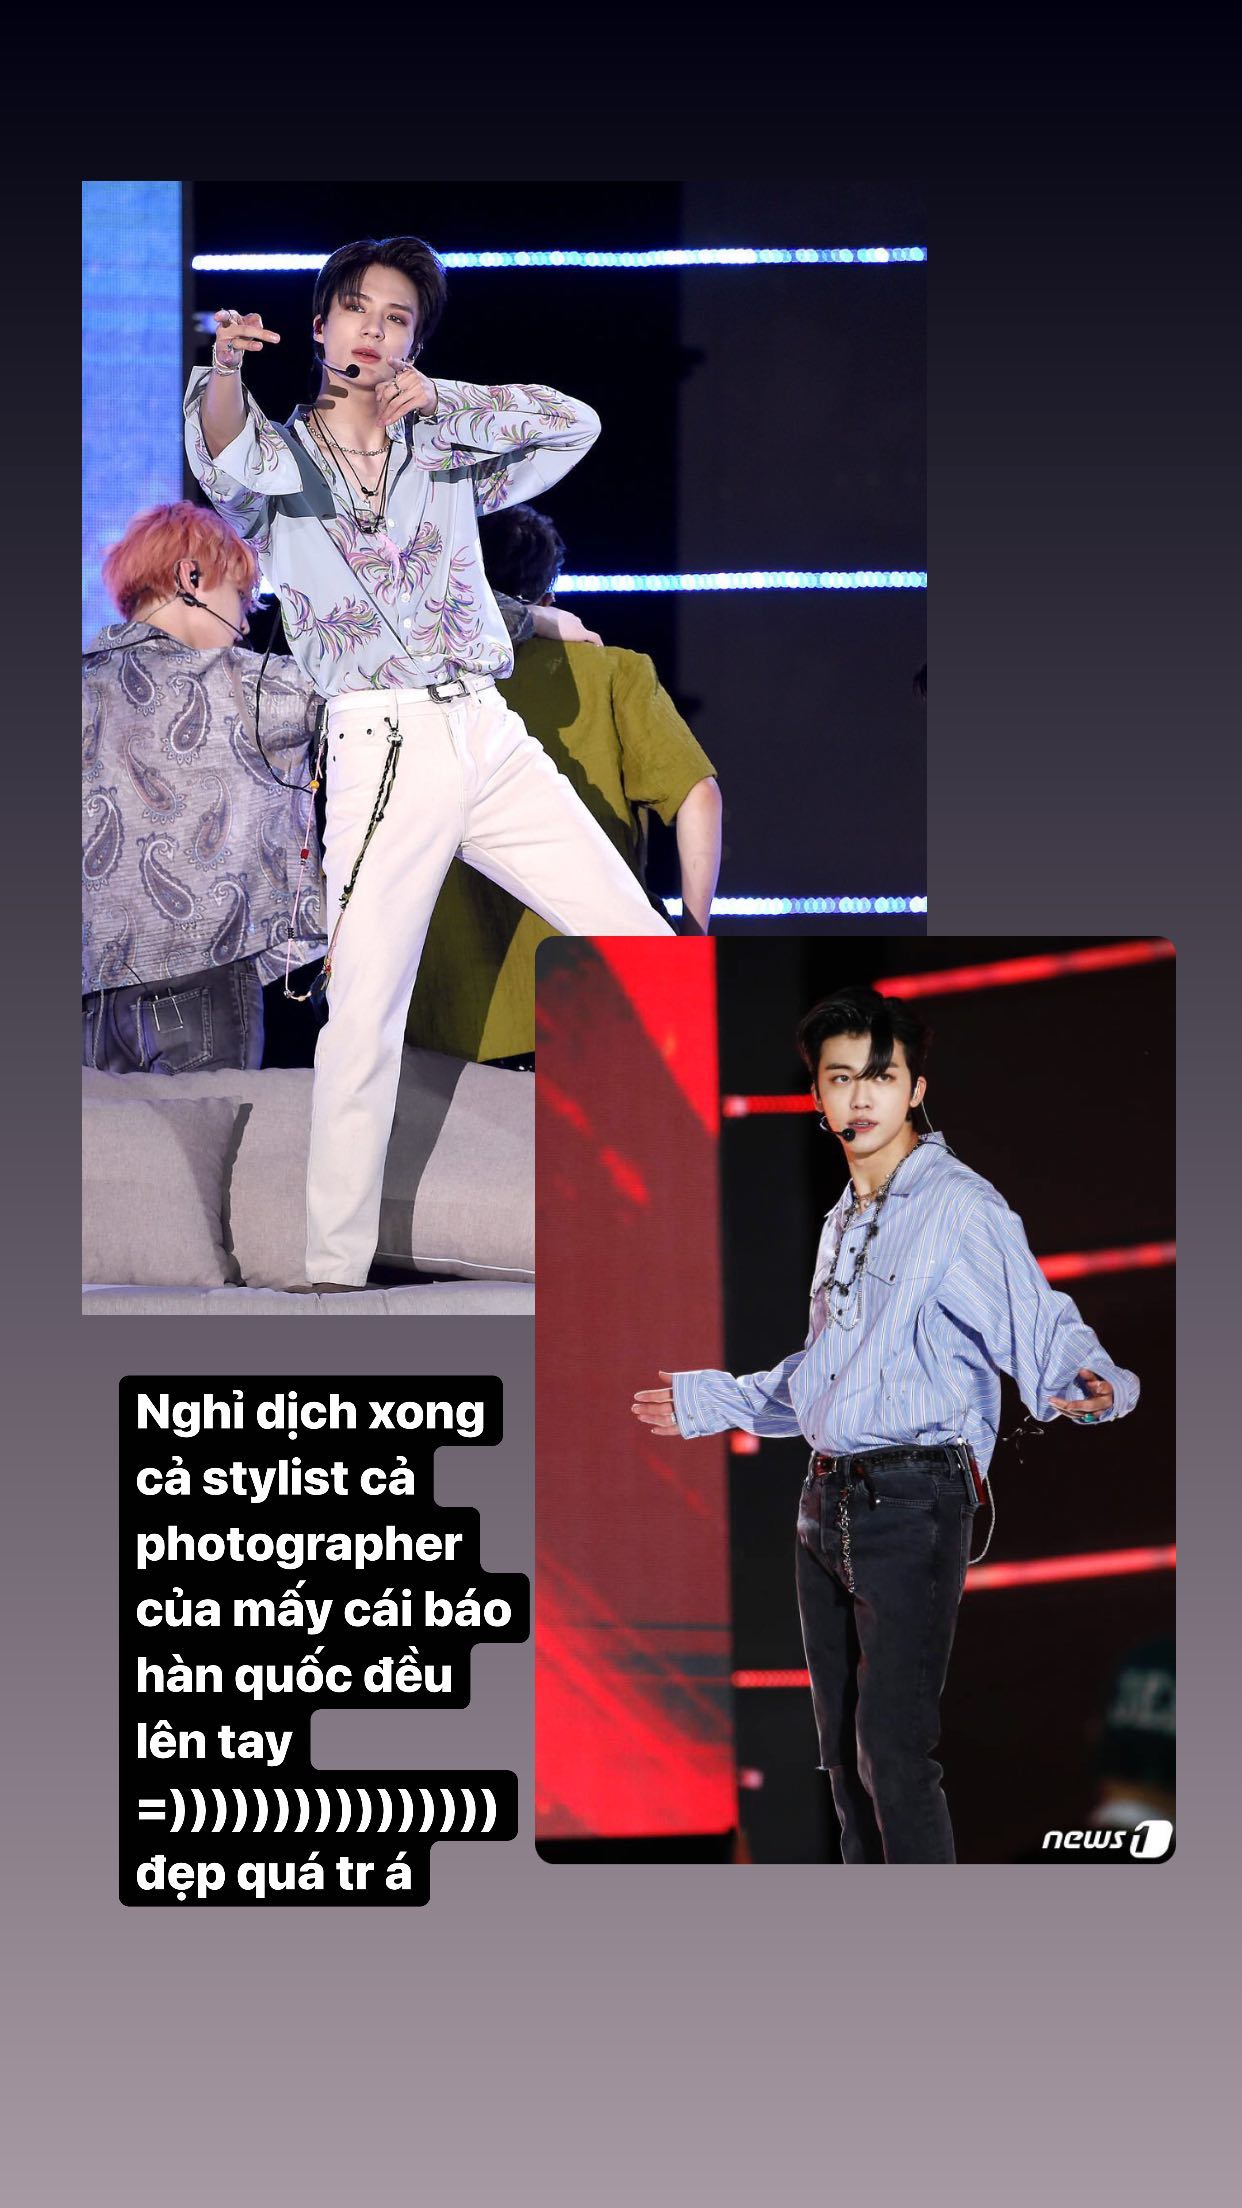 Nghỉ dịch xong
cả stylist cả
photographer
của mấy cái báo
hàn quốc đều
lên tay
=))))))))))))))))
đẹp quá tr á
news1